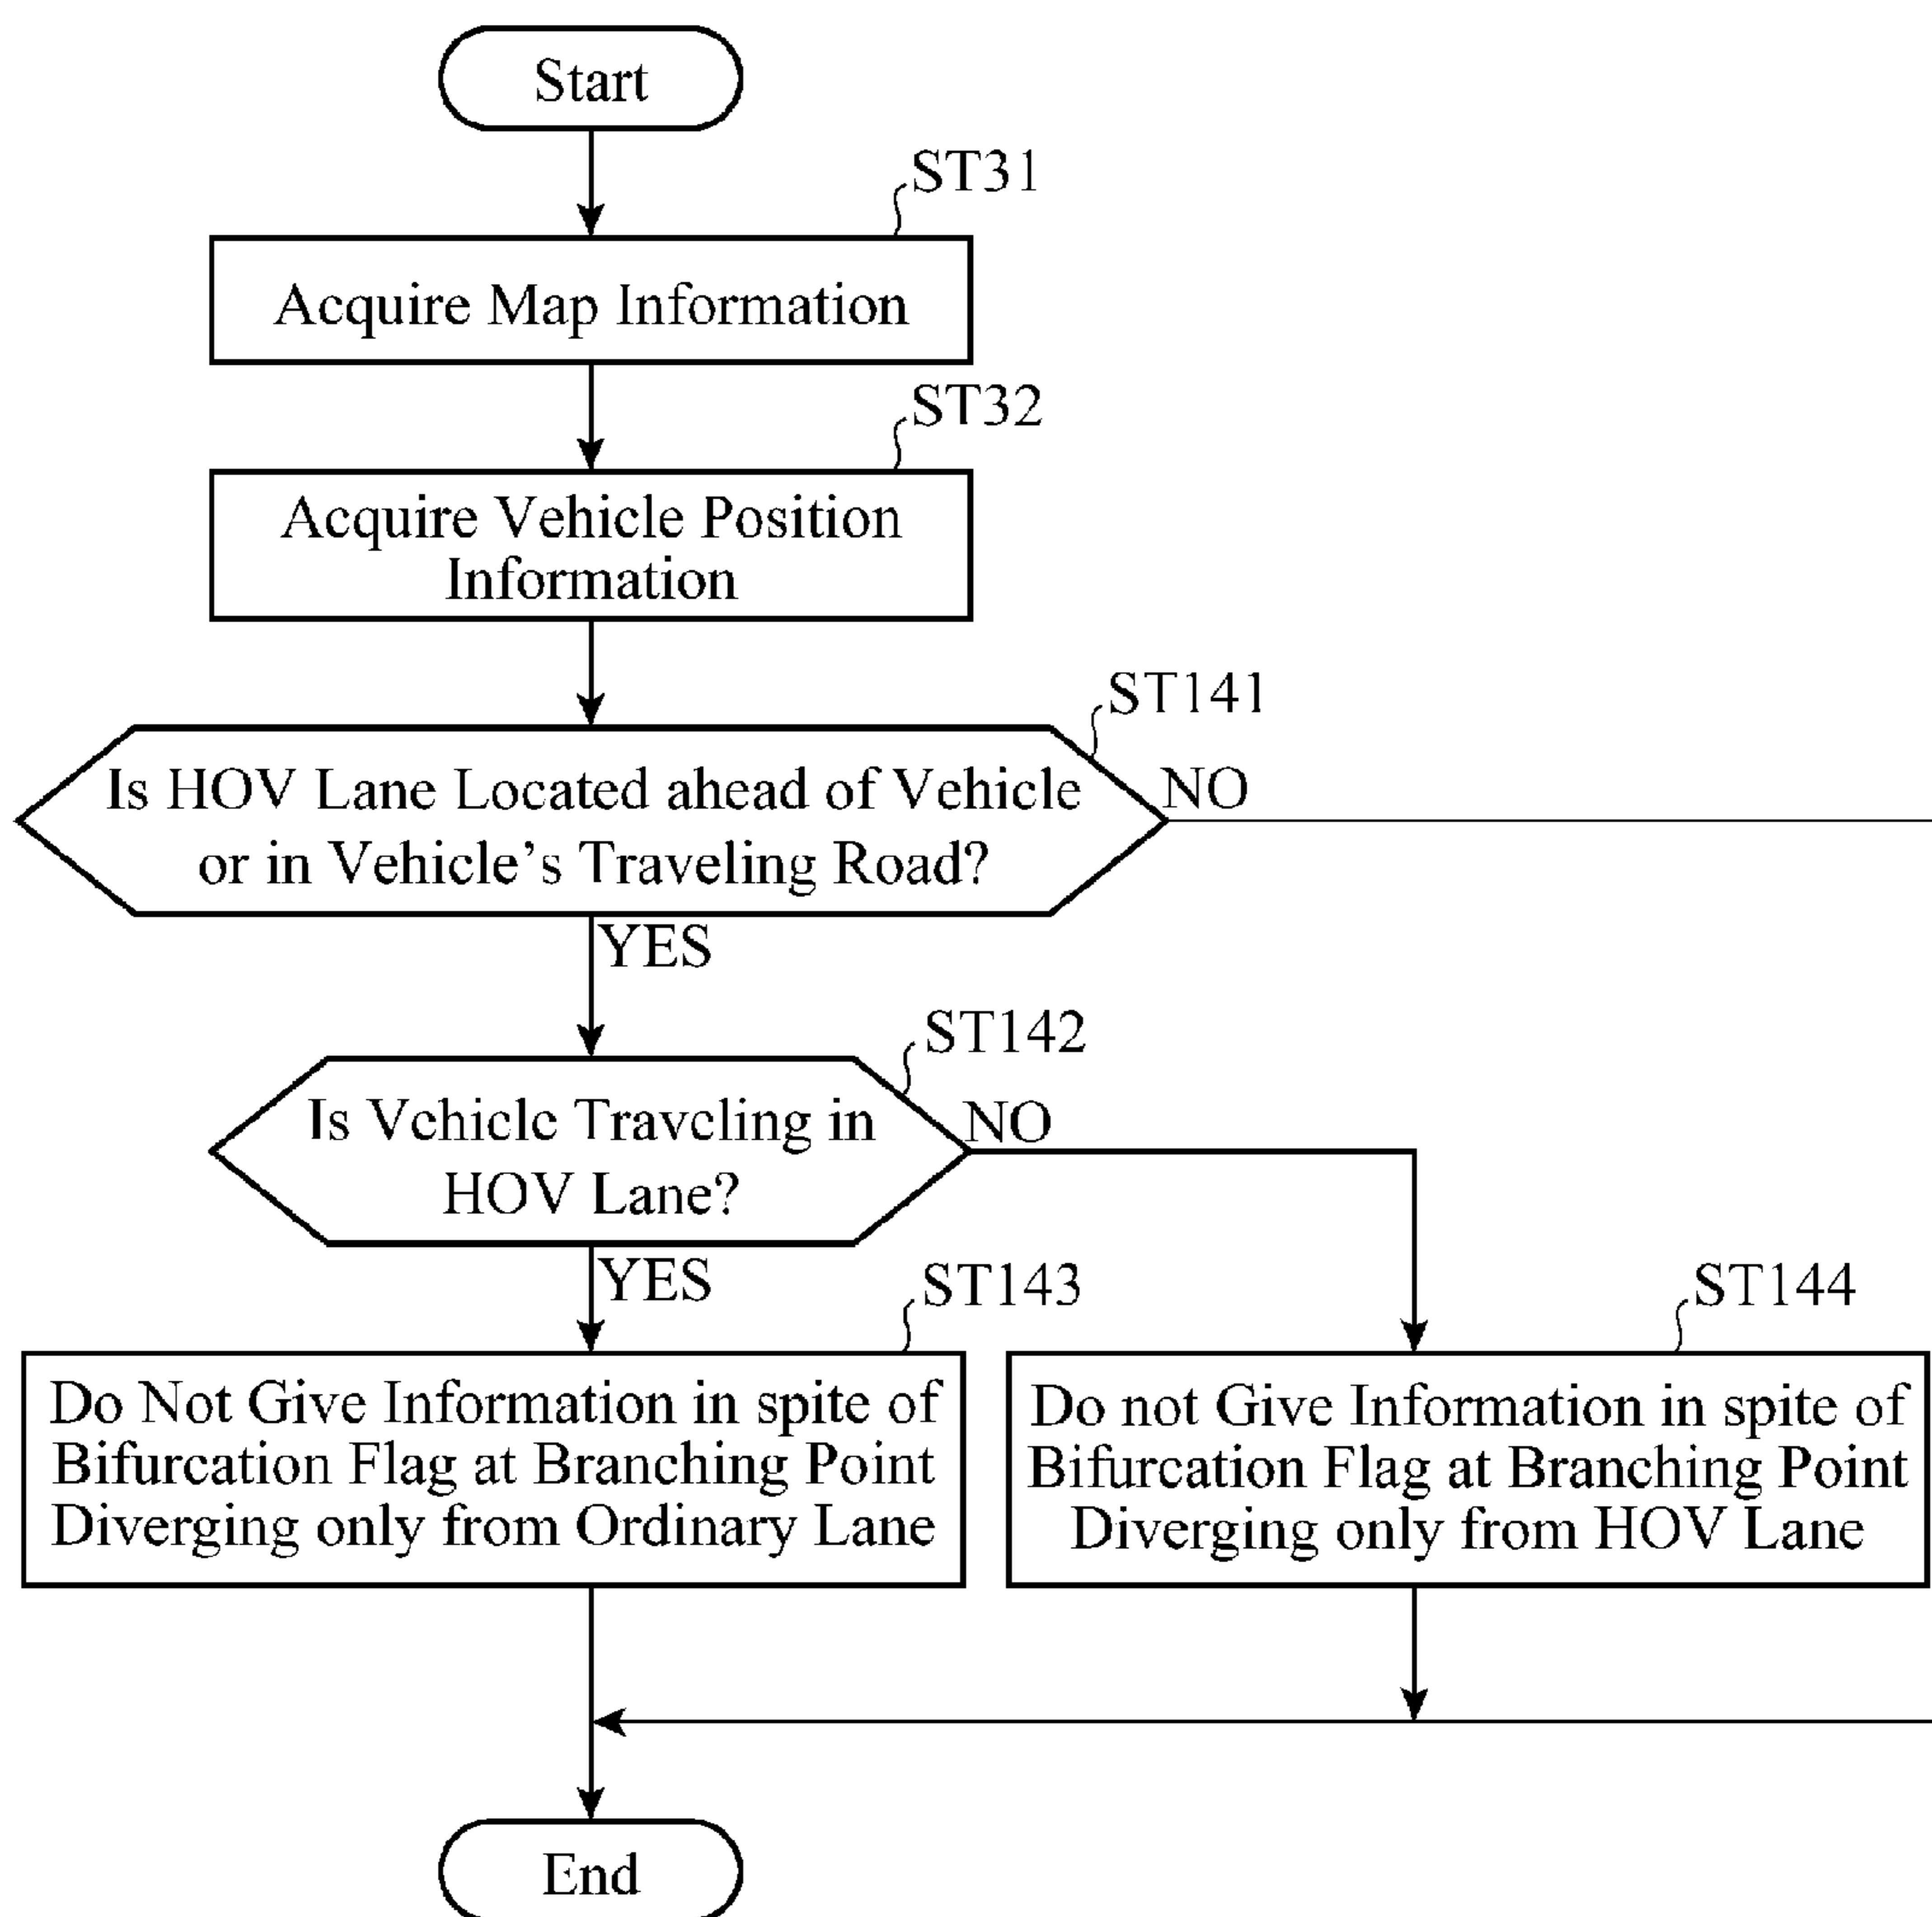 Start
ST31
Acquire Map Information
ST32
Acquire Vehicle Position
Information
ST141
Is HOV Lane Located ahead of Vehicle
or in Vehicle's Traveling Road?
NO
YES
ST142
Is Vehicle Traveling in
HOV Lane?
NO
YES
ST143
Do Not Give Information in spite of
Bifurcation Flag at Branching Point
Diverging only from Ordinary Lane
ST144
Do not Give Information in spite of
Bifurcation Flag at Branching Point
Diverging only from HOV Lane
End